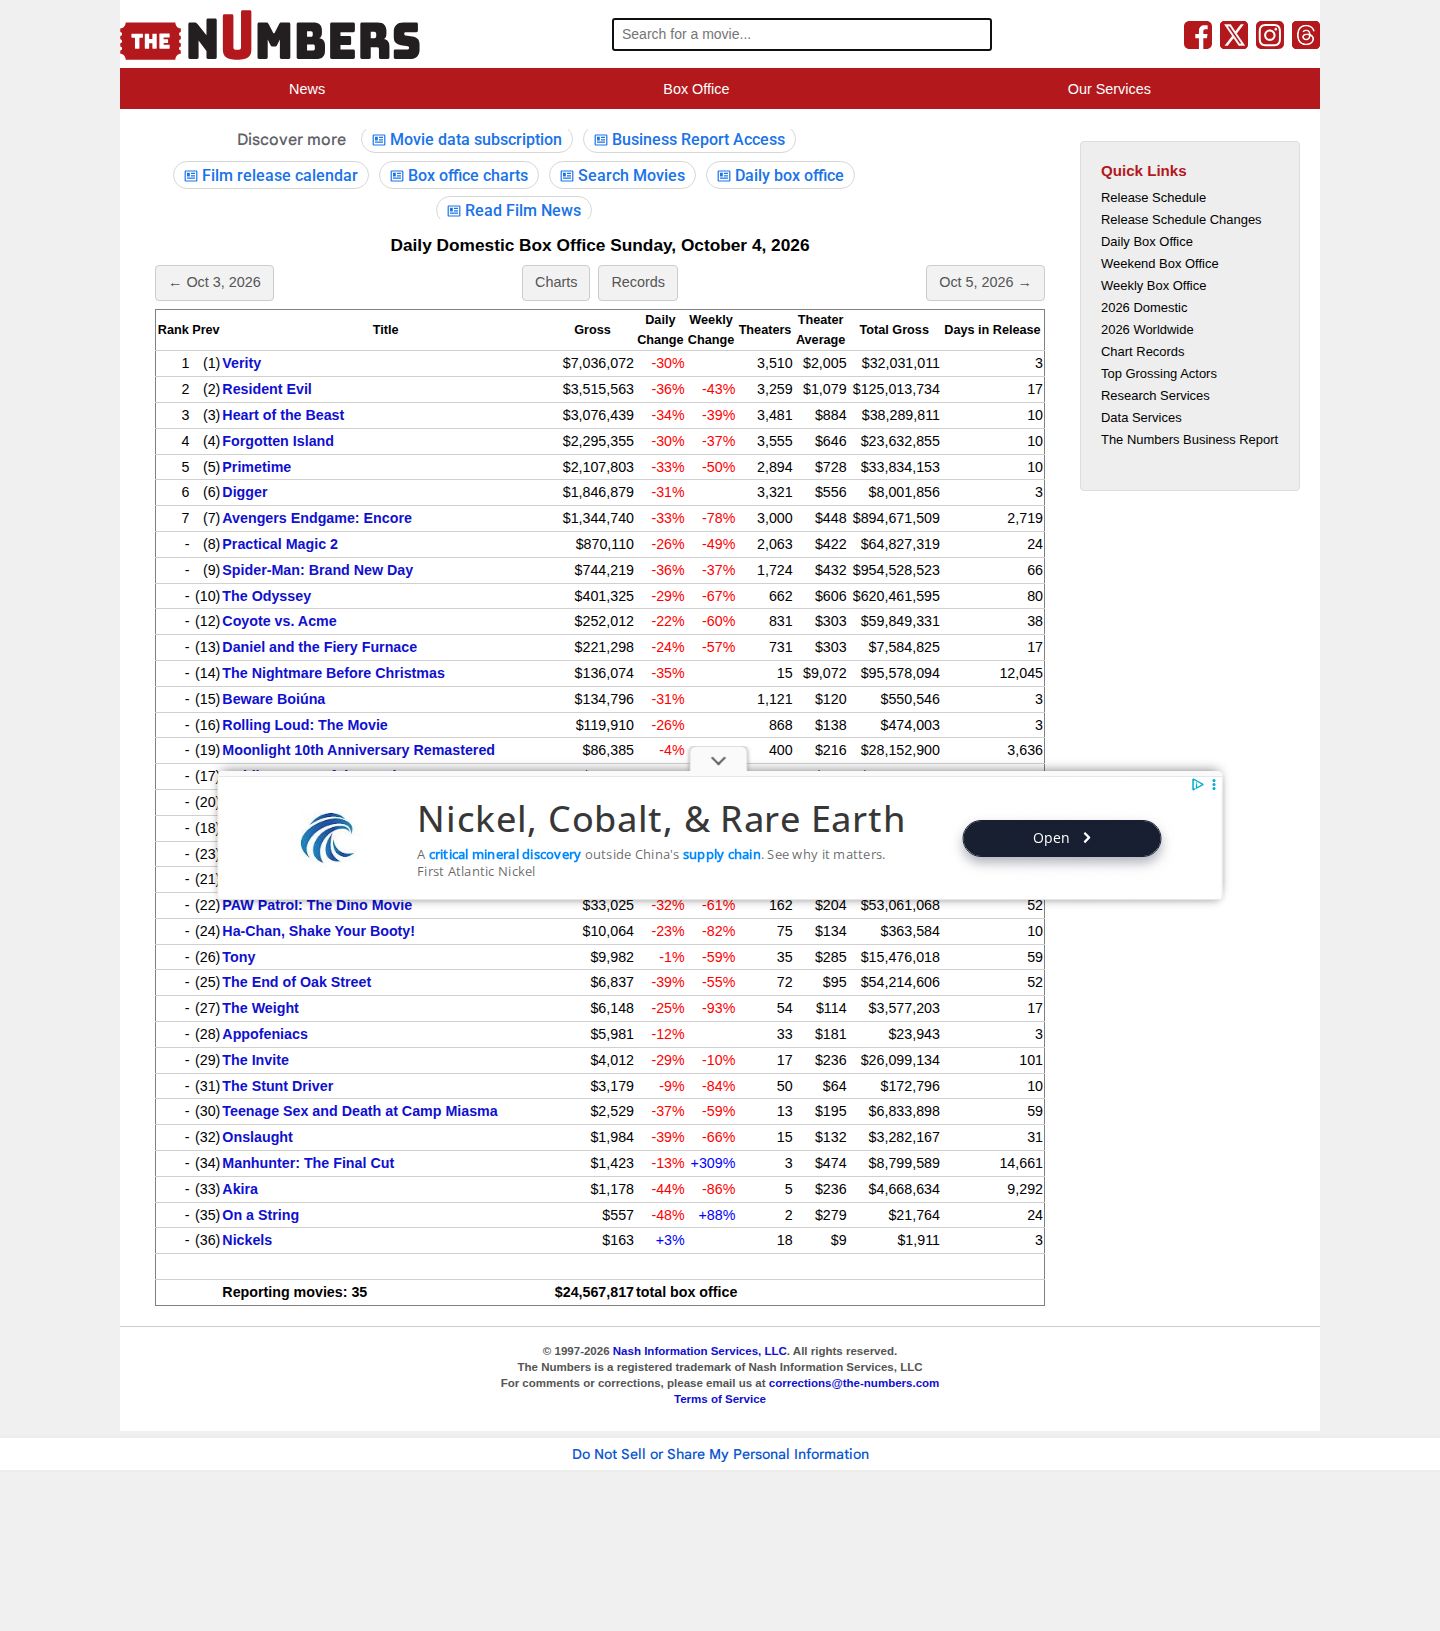 THE NUMBERS
Search for a movie...
News Box Office Our Services
Discover more Movie data subscription Business Report Access
Film release calendar Box office charts Search Movies Daily box office
Read Film News
Quick Links
Release Schedule
Release Schedule Changes
Daily Box Office
Weekend Box Office
Weekly Box Office
2026 Domestic
2026 Worldwide
Chart Records
Top Grossing Actors
Research Services
Data Services
The Numbers Business Report
Daily Domestic Box Office Sunday, October 4, 2026
← Oct 3, 2026 Charts Records Oct 5, 2026 →
Rank Prev Title Gross Daily Change Weekly Change Theaters Theater Average Total Gross Days in Release
1 (1) Verity $7,036,072 -30% 3,510 $2,005 $32,031,011 3
2 (2) Resident Evil $3,515,563 -36% -43% 3,259 $1,079 $125,013,734 17
3 (3) Heart of the Beast $3,076,439 -34% -39% 3,481 $884 $38,289,811 10
4 (4) Forgotten Island $2,295,355 -30% -37% 3,555 $646 $23,632,855 10
5 (5) Primetime $2,107,803 -33% -50% 2,894 $728 $33,834,153 10
6 (6) Digger $1,846,879 -31% 3,321 $556 $8,001,856 3
7 (7) Avengers Endgame: Encore $1,344,740 -33% -78% 3,000 $448 $894,671,509 2,719
- (8) Practical Magic 2 $870,110 -26% -49% 2,063 $422 $64,827,319 24
- (9) Spider-Man: Brand New Day $744,219 -36% -37% 1,724 $432 $954,528,523 66
- (10) The Odyssey $401,325 -29% -67% 662 $606 $620,461,595 80
- (12) Coyote vs. Acme $252,012 -22% -60% 831 $303 $59,849,331 38
- (13) Daniel and the Fiery Furnace $221,298 -24% -57% 731 $303 $7,584,825 17
- (14) The Nightmare Before Christmas $136,074 -35% 15 $9,072 $95,578,094 12,045
- (15) Beware Boiúna $134,796 -31% 1,121 $120 $550,546 3
- (16) Rolling Loud: The Movie $119,910 -26% 868 $138 $474,003 3
- (19) Moonlight 10th Anniversary Remastered $86,385 -4% 400 $216 $28,152,900 3,636
- (17)
- (20)
- (18)
- (23)
- (21)
Nickel, Cobalt, & Rare Earth
A critical mineral discovery outside China's supply chain. See why it matters.
First Atlantic Nickel
Open
- (22) PAW Patrol: The Dino Movie $33,025 -32% -61% 162 $204 $53,061,068 52
- (24) Ha-Chan, Shake Your Booty! $10,064 -23% -82% 75 $134 $363,584 10
- (26) Tony $9,982 -1% -59% 35 $285 $15,476,018 59
- (25) The End of Oak Street $6,837 -39% -55% 72 $95 $54,214,606 52
- (27) The Weight $6,148 -25% -93% 54 $114 $3,577,203 17
- (28) Appofeniacs $5,981 -12% 33 $181 $23,943 3
- (29) The Invite $4,012 -29% -10% 17 $236 $26,099,134 101
- (31) The Stunt Driver $3,179 -9% -84% 50 $64 $172,796 10
- (30) Teenage Sex and Death at Camp Miasma $2,529 -37% -59% 13 $195 $6,833,898 59
- (32) Onslaught $1,984 -39% -66% 15 $132 $3,282,167 31
- (34) Manhunter: The Final Cut $1,423 -13% +309% 3 $474 $8,799,589 14,661
- (33) Akira $1,178 -44% -86% 5 $236 $4,668,634 9,292
- (35) On a String $557 -48% +88% 2 $279 $21,764 24
- (36) Nickels $163 +3% 18 $9 $1,911 3
Reporting movies: 35 $24,567,817 total box office
© 1997-2026 Nash Information Services, LLC. All rights reserved.
The Numbers is a registered trademark of Nash Information Services, LLC
For comments or corrections, please email us at corrections@the-numbers.com
Terms of Service
Do Not Sell or Share My Personal Information